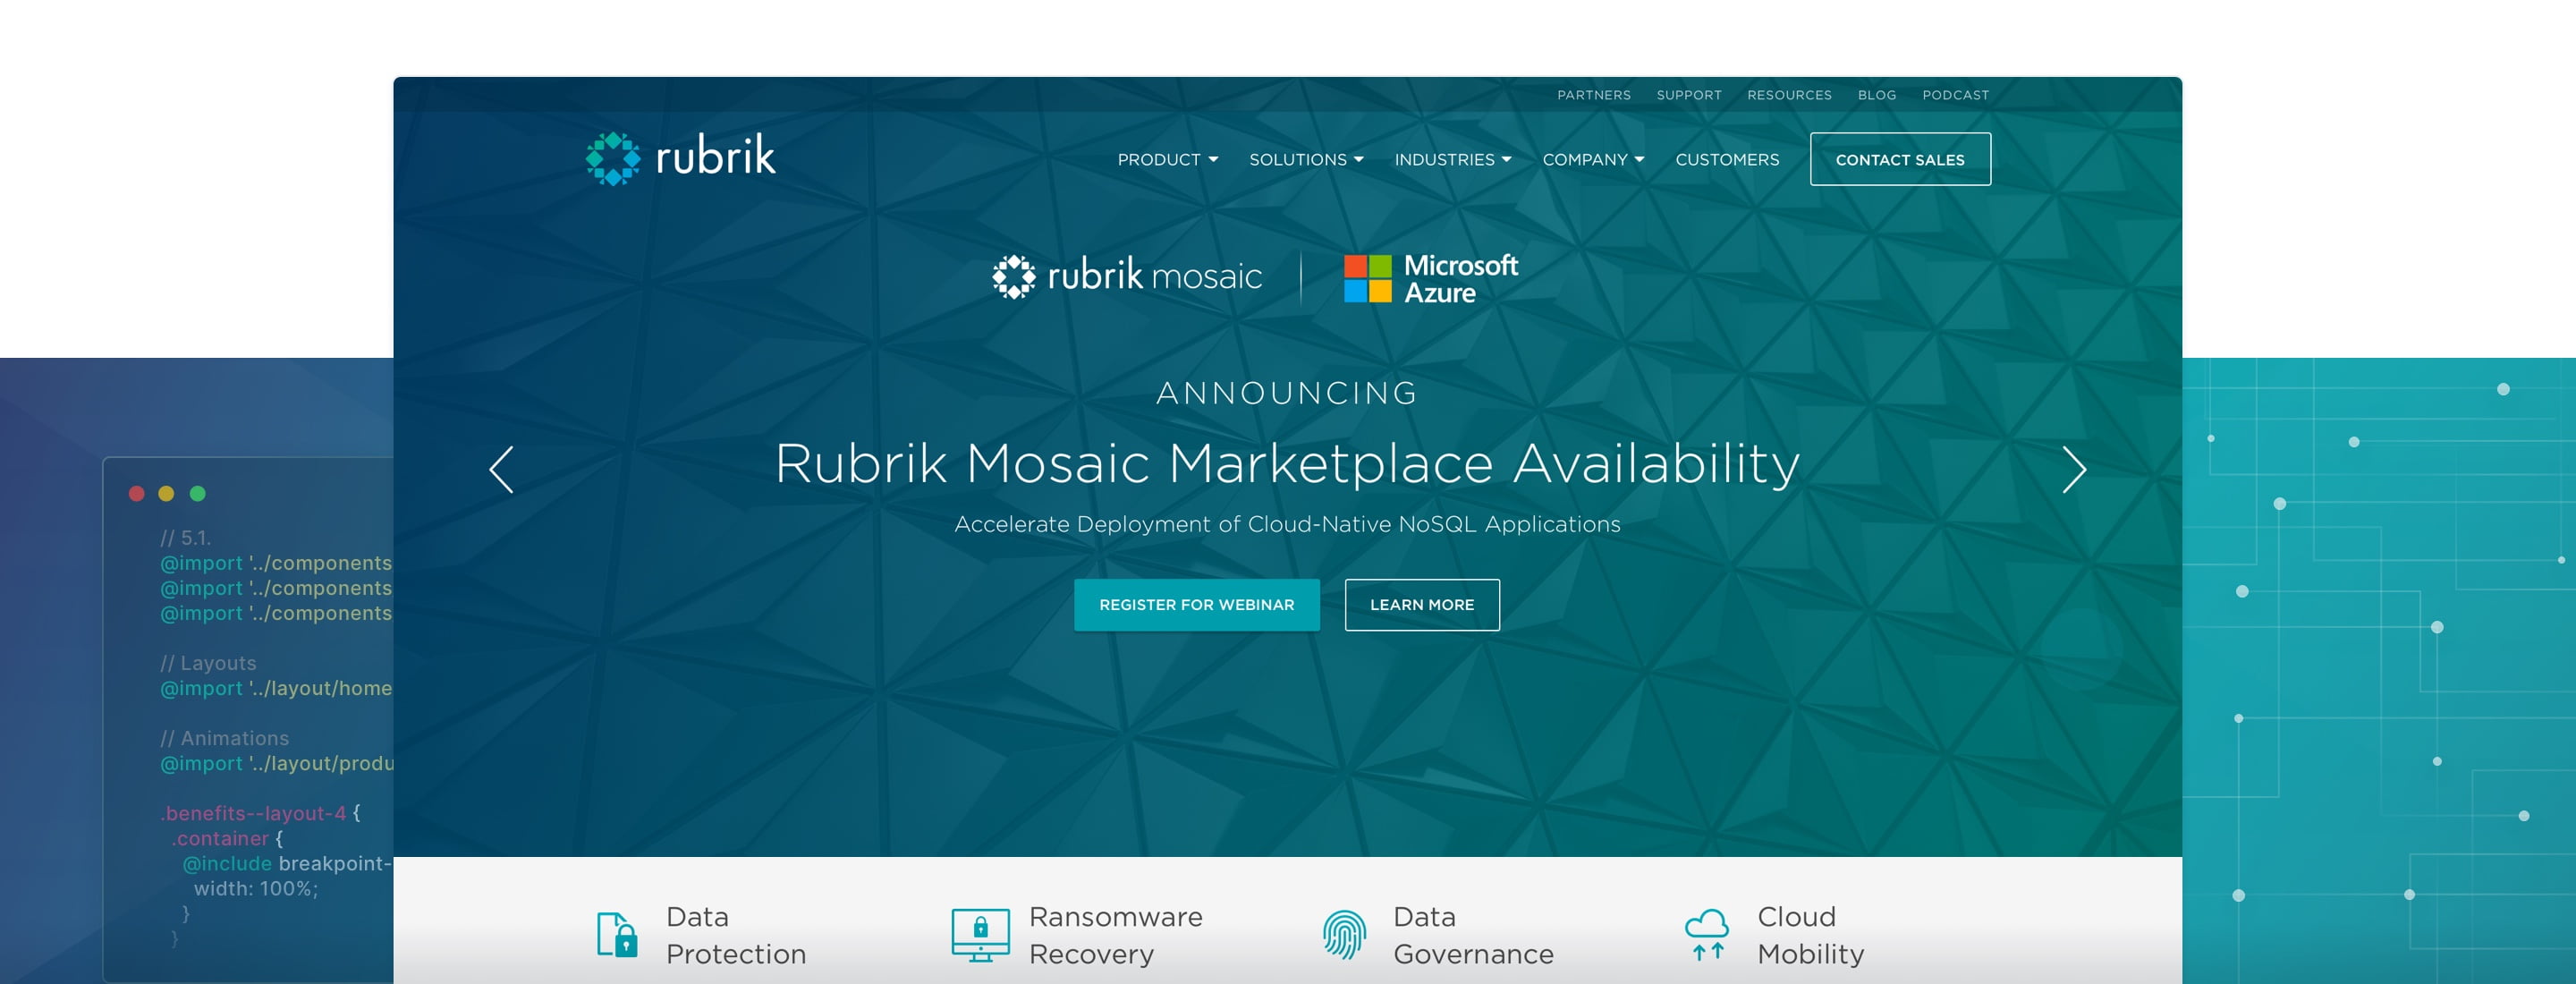 PARTNERS SUPPORT RESOURCES BLOG PODCAST
rubrik
PRODUCT SOLUTIONS INDUSTRIES COMPANY CUSTOMERS CONTACT SALES
rubrik mosaic
Microsoft
Azure
ANNOUNCING
Rubrik Mosaic Marketplace Availability
Accelerate Deployment of Cloud-Native NoSQL Applications
REGISTER FOR WEBINAR LEARN MORE
Data
Protection
Ransomware
Recovery
Data
Governance
Cloud
Mobility
// 5.1.
@import '../components
@import '../components
@import '../components
// Layouts
@import '../layout/home
// Animations
@import '../layout/produ
.benefits--layout-4 {
.container {
@include breakpoint-
width: 100%;
}
}